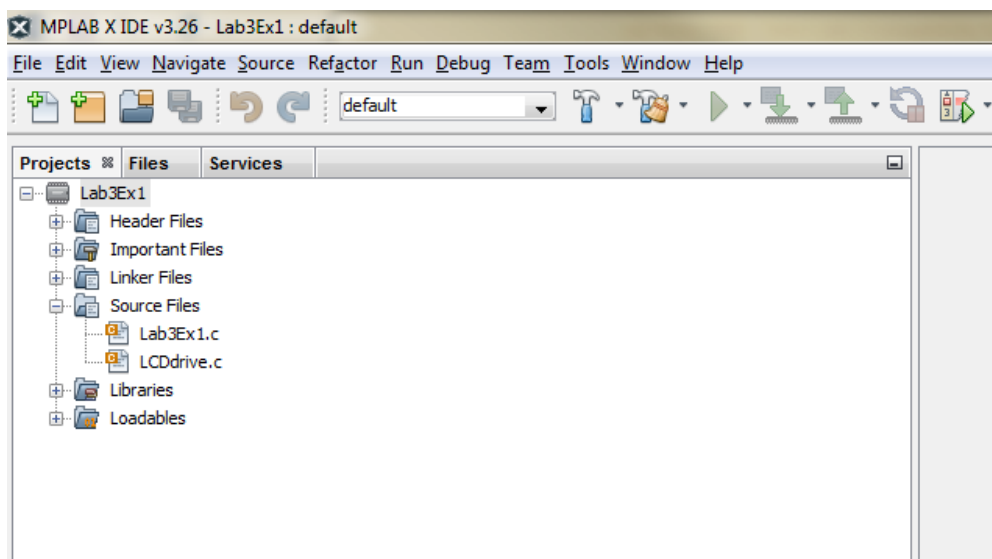 MPLAB X IDE v3.26 - Lab3Ex1 : default
File Edit View Navigate Source Refactor Run Debug Team Tools Window Help
default
Projects Files Services
Lab3Ex1
Header Files
Important Files
Linker Files
Source Files
Lab3Ex1.c
LCDdrive.c
Libraries
Loadables